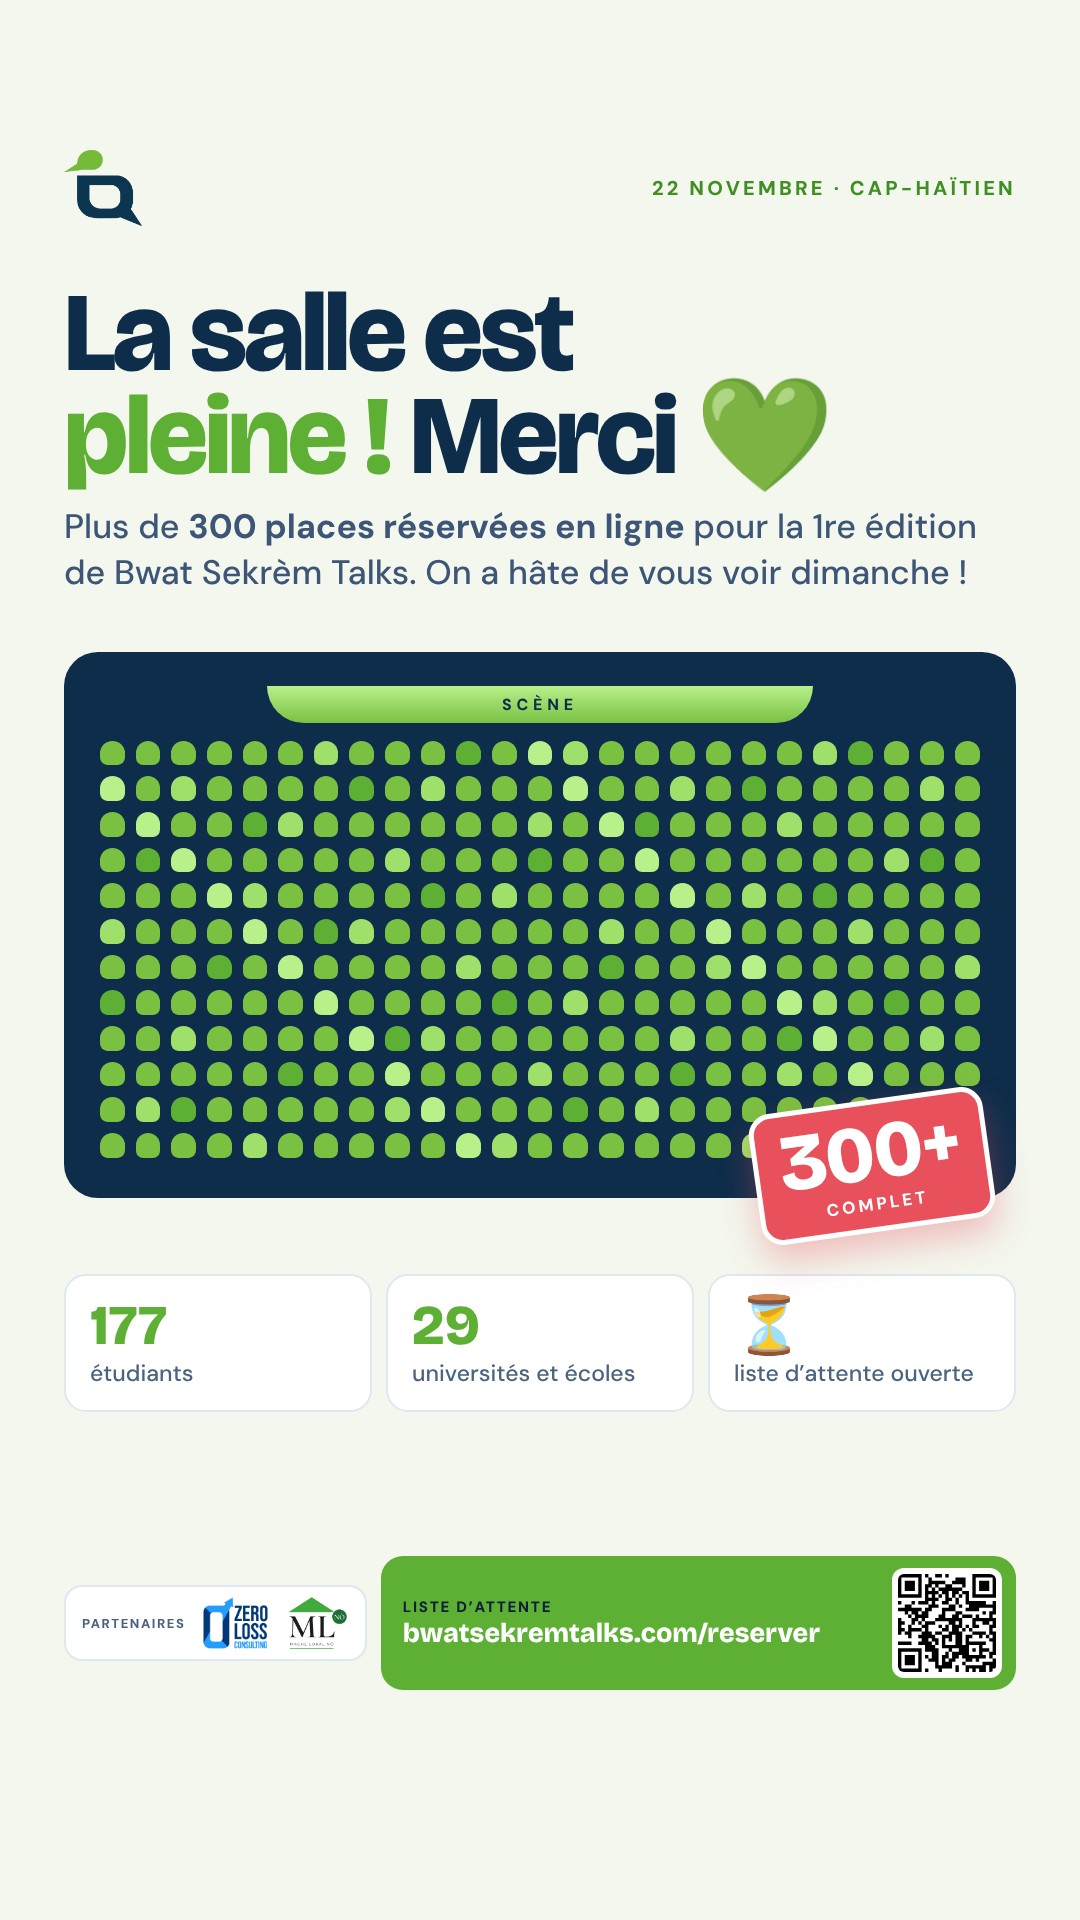 22 NOVEMBRE · CAP-HAÏTIEN
La salle est
pleine ! Merci 💚
Plus de 300 places réservées en ligne pour la 1re édition
de Bwat Sekrèm Talks. On a hâte de vous voir dimanche !
SCÈNE
300+
COMPLET
177
étudiants
29
universités et écoles
⏳
liste d’attente ouverte
PARTENAIRES
ZERO
LOSS
CONSULTING
ML
NÒ
LISTE D’ATTENTE
bwatsekremtalks.com/reserver